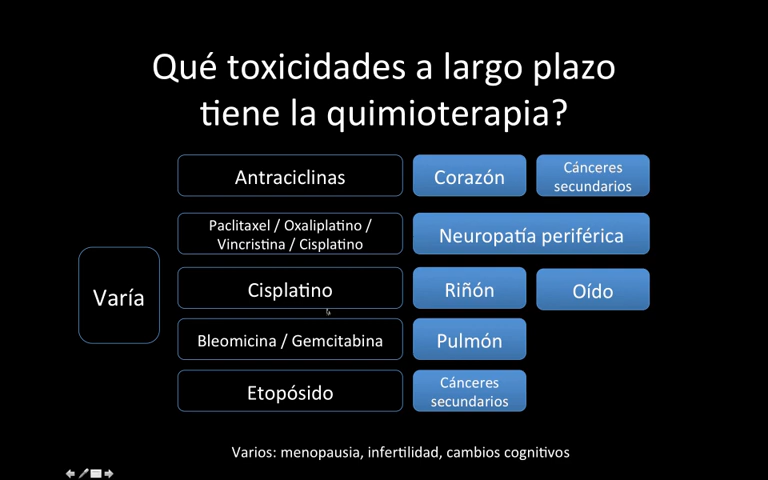 Qué toxicidades a largo plazo
tiene la quimioterapia?
Varía
Antraciclinas
Corazón
Cánceres
secundarios
Paclitaxel / Oxaliplatino /
Vincristina / Cisplatino
Neuropatía periférica
Cisplatino
Riñón
Oído
Bleomicina / Gemcitabina
Pulmón
Etopósido
Cánceres
secundarios
Varios: menopausia, infertilidad, cambios cognitivos